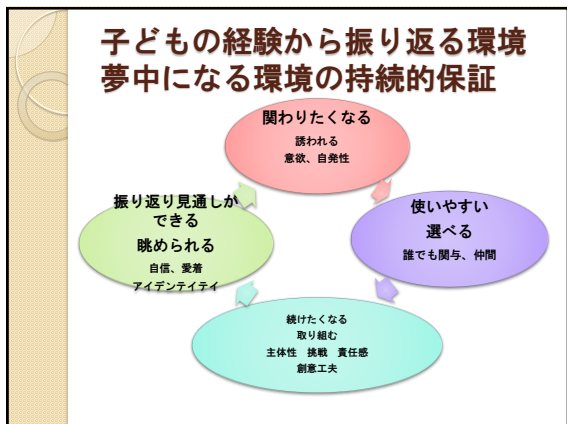 子どもの経験から振り返る環境
夢中になる環境の持続的保証
関わりたくなる
誘われる
意欲、自発性
使いやすい
選べる
誰でも関与、仲間
続けたくなる
取り組む
主体性 挑戦 責任感
創意工夫
振り返り見通しが
できる
眺められる
自信、愛着
アイデンテイテイ